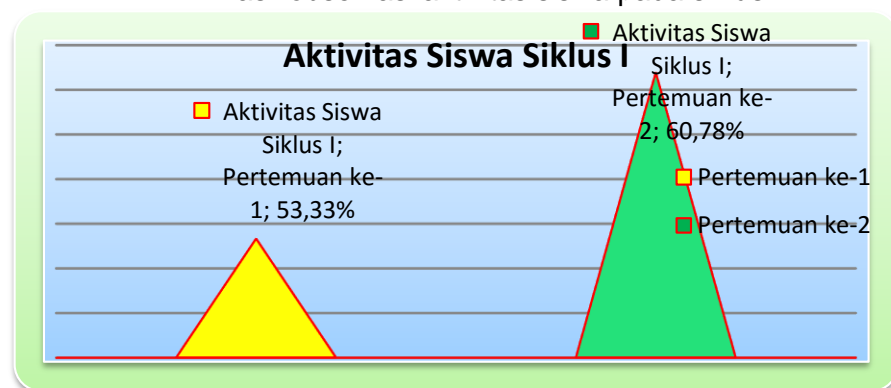 Aktivitas Siswa Siklus I
Aktivitas Siswa
Siklus I;
Pertemuan ke-
1; 53,33%
Aktivitas Siswa
Siklus I;
Pertemuan ke-
2; 60,78%
Pertemuan ke-1
Pertemuan ke-2